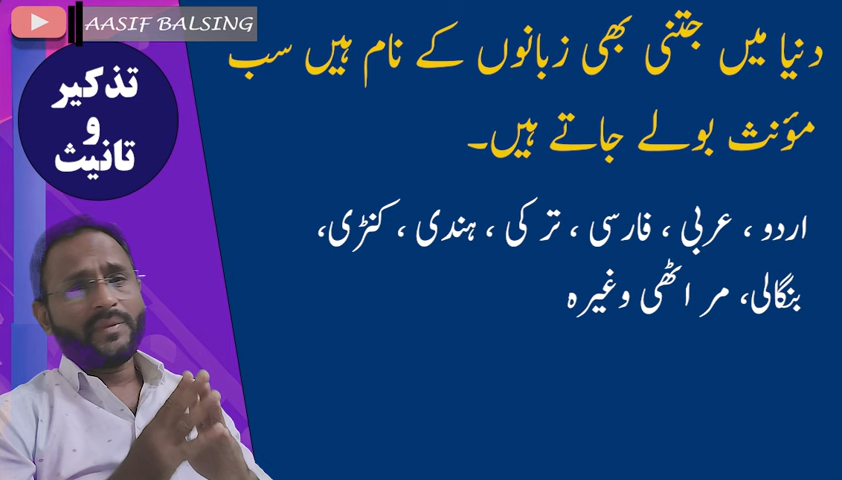 AASIF BALSING
تذکیر
و
تانیث
دنیا میں جتنی بھی زبانوں کے نام ہیں سب
مؤنث بولے جاتے ہیں۔
اردو ، عربی ، فارسی ، ترکی ، ہندی ، کنڑی،
بنگالی، مراٹھی وغیرہ